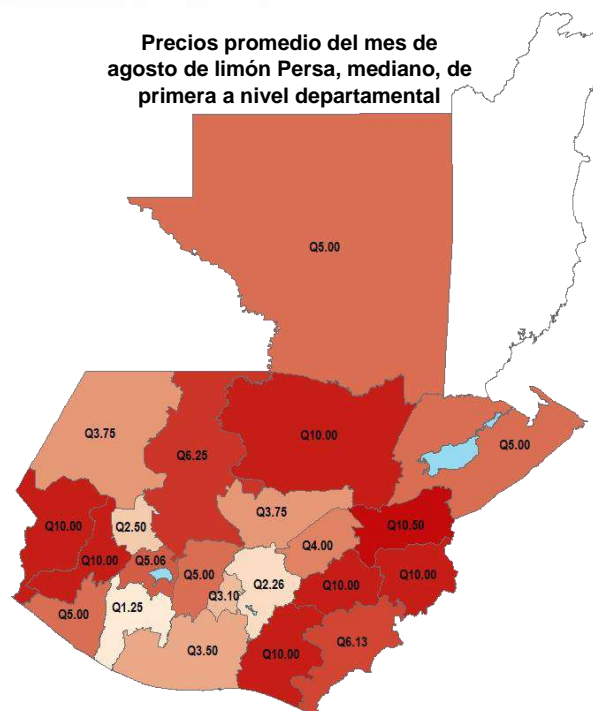 Precios promedio del mes de
agosto de limón Persa, mediano, de
primera a nivel departamental
Q5.00
Q3.75
Q6.25
Q10.00
Q5.00
Q10.00
Q2.50
Q3.75
Q10.50
Q10.00
Q5.06
Q5.00
Q4.00
Q10.00
Q5.00
Q1.25
Q3.10
Q2.26
Q10.00
Q3.50
Q10.00
Q6.13